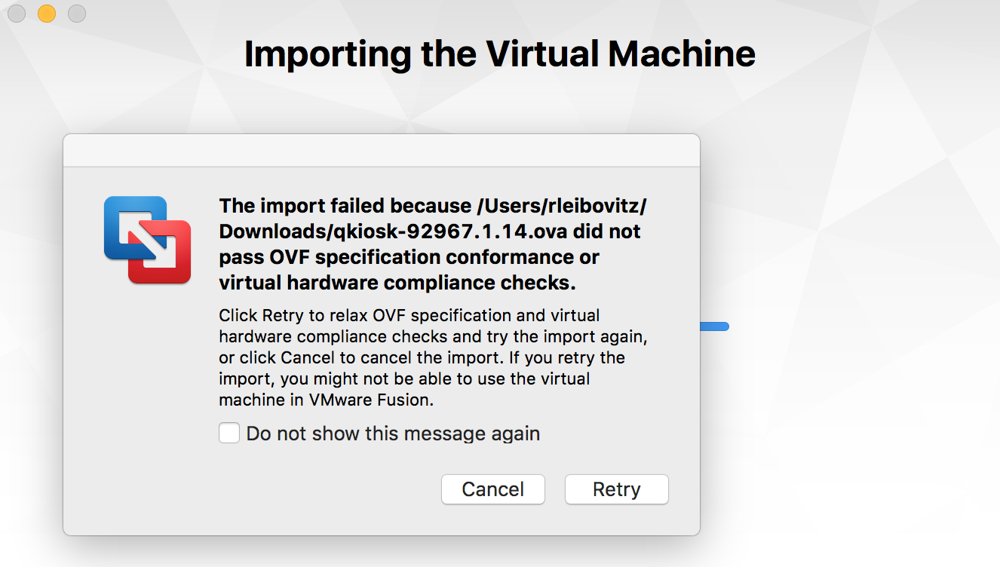 Importing the Virtual Machine
The import failed because /Users/rleibovitz/
Downloads/qkiosk-92967.1.14.ova did not
pass OVF specification conformance or
virtual hardware compliance checks.
Click Retry to relax OVF specification and virtual
hardware compliance checks and try the import again,
or click Cancel to cancel the import. If you retry the
import, you might not be able to use the virtual
machine in VMware Fusion.
Do not show this message again
Cancel
Retry